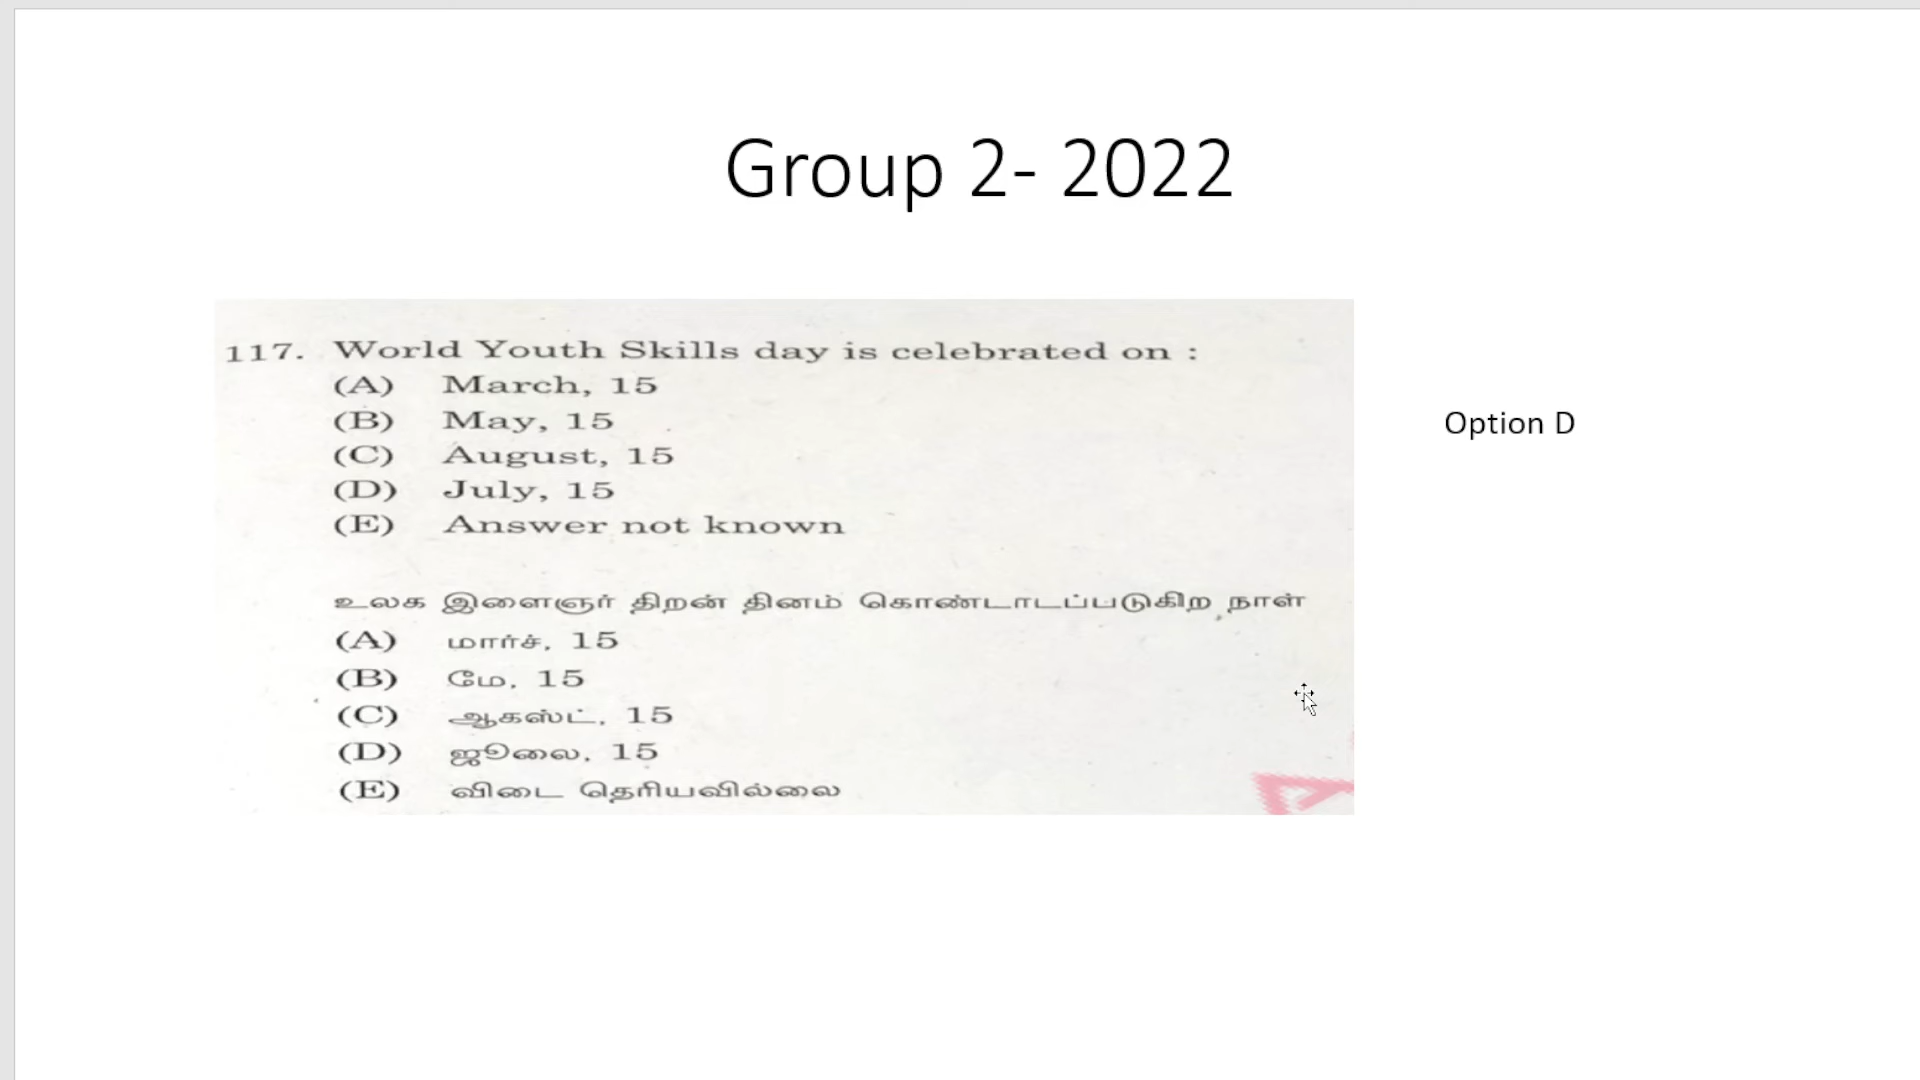 Group 2- 2022
117. World Youth Skills day is celebrated on :
(A) March, 15
(B) May, 15
(C) August, 15
(D) July, 15
(E) Answer not known
Option D
உலக இளைஞர் திறன் தினம் கொண்டாடப்படுகிற நாள்
(A) மார்ச், 15
(B) மே, 15
(C) ஆகஸ்ட், 15
(D) ஜூலை, 15
(E) விடை தெரியவில்லை